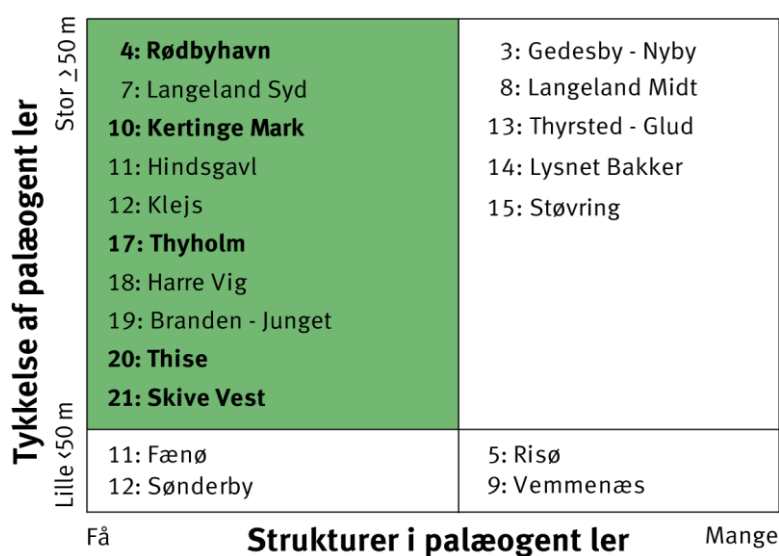 Tykkelse af palæogent ler
Stor ≥ 50 m
Lille <50 m
4: Rødbyhavn
7: Langeland Syd
10: Kertinge Mark
11: Hindsgavl
12: Klejs
17: Thyholm
18: Harre Vig
19: Branden - Junget
20: Thise
21: Skive Vest
3: Gedesby - Nyby
8: Langeland Midt
13: Thyrsted - Glud
14: Lysnet Bakker
15: Støvring
11: Fænø
12: Sønderby
5: Risø
9: Vemmenæs
Få
Strukturer i palæogent ler
Mange